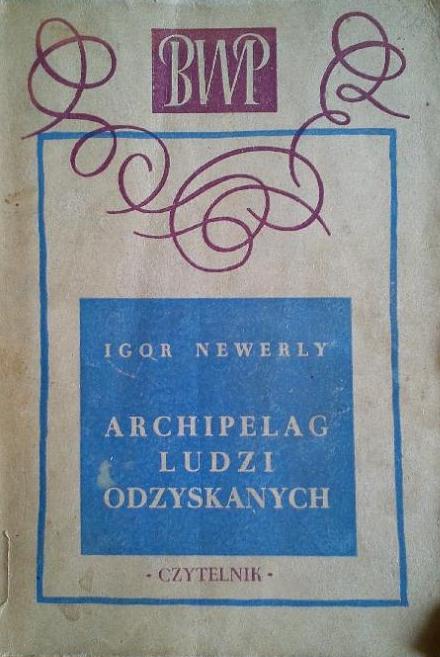 BWP
IGOR NEWERLY
ARCHIPELAG
LUDZI
ODZYSKANYCH
• CZYTELNIK •